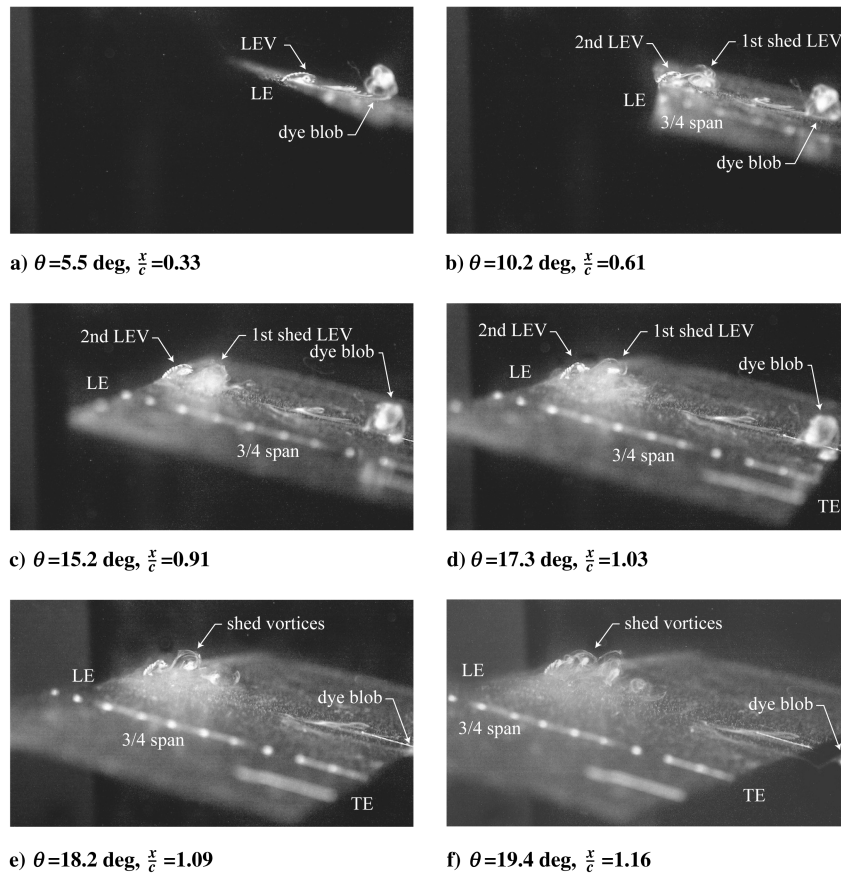 LEV
LE
dye blob
a) θ=5.5 deg, x/c=0.33
2nd LEV
1st shed LEV
LE
3/4 span
dye blob
b) θ=10.2 deg, x/c=0.61
2nd LEV
1st shed LEV
dye blob
LE
3/4 span
c) θ=15.2 deg, x/c=0.91
2nd LEV
1st shed LEV
dye blob
LE
3/4 span
TE
d) θ=17.3 deg, x/c=1.03
shed vortices
LE
dye blob
3/4 span
TE
e) θ=18.2 deg, x/c=1.09
shed vortices
LE
dye blob
3/4 span
TE
f) θ=19.4 deg, x/c=1.16